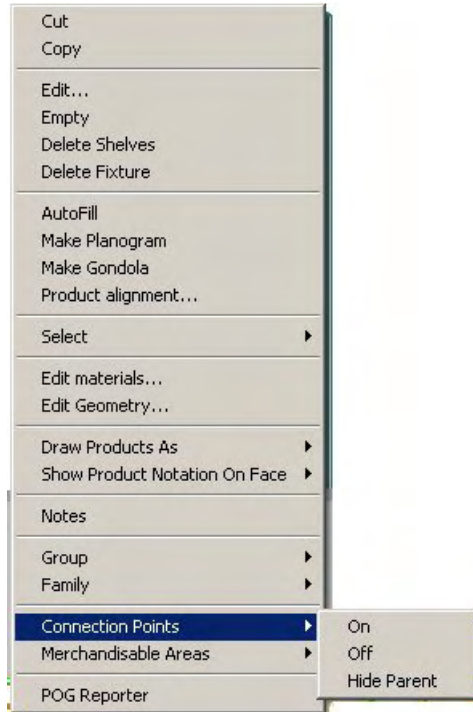 Cut
Copy
Edit...
Empty
Delete Shelves
Delete Fixture
AutoFill
Make Planogram
Make Gondola
Product alignment...
Select
Edit materials...
Edit Geometry...
Draw Products As
Show Product Notation On Face
Notes
Group
Family
Connection Points
Merchandisable Areas
POG Reporter
On
Off
Hide Parent